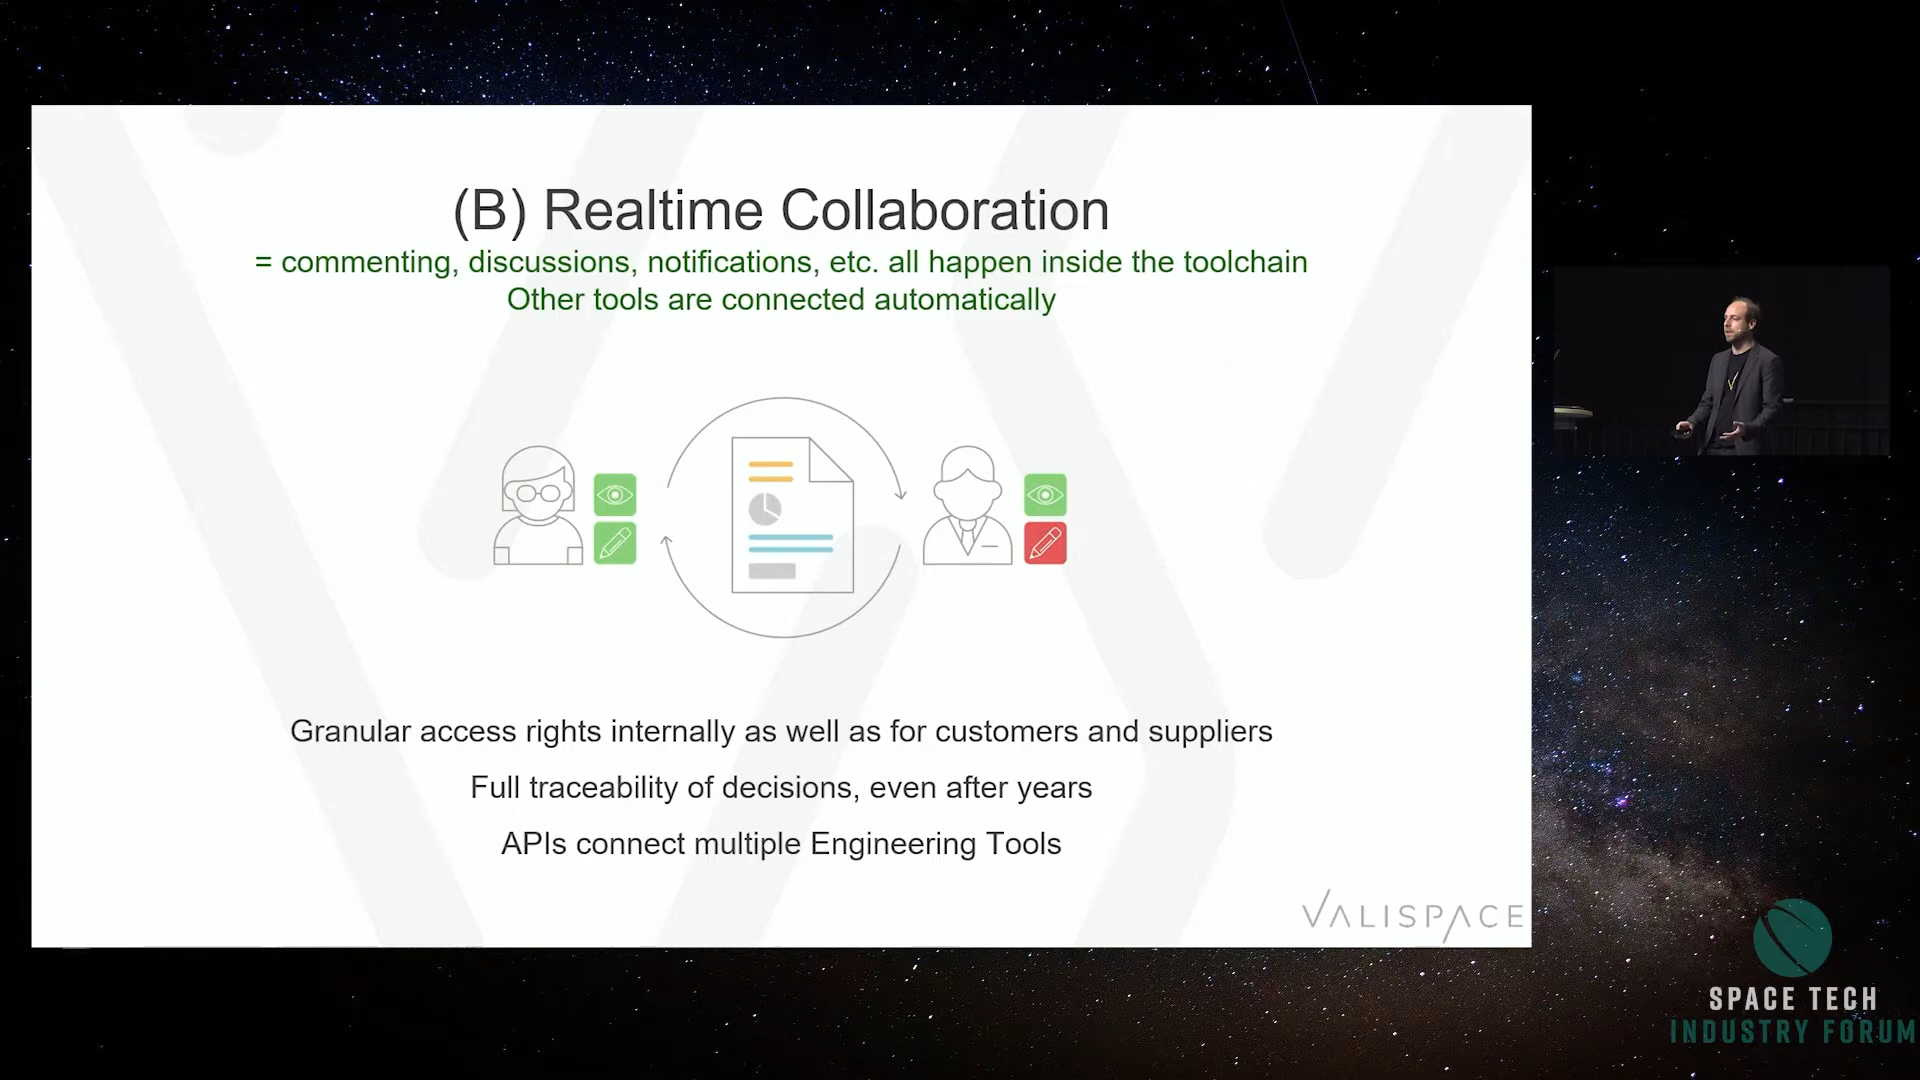 (B) Realtime Collaboration
= commenting, discussions, notifications, etc. all happen inside the toolchain
Other tools are connected automatically
Granular access rights internally as well as for customers and suppliers
Full traceability of decisions, even after years
APIs connect multiple Engineering Tools
VALISPACE
SPACE TECH
INDUSTRY FORUM